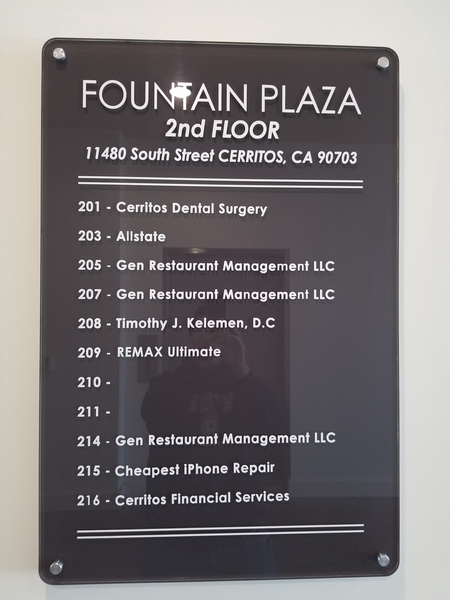 FOUNTAIN PLAZA
2nd FLOOR
11480 South Street CERRITOS, CA 90703
201 - Cerritos Dental Surgery
203 - Allstate
205 - Gen Restaurant Management LLC
207 - Gen Restaurant Management LLC
208 - Timothy J. Kelemen, D.C
209 - REMAX Ultimate
210 -
211 -
214 - Gen Restaurant Management LLC
215 - Cheapest iPhone Repair
216 - Cerritos Financial Services